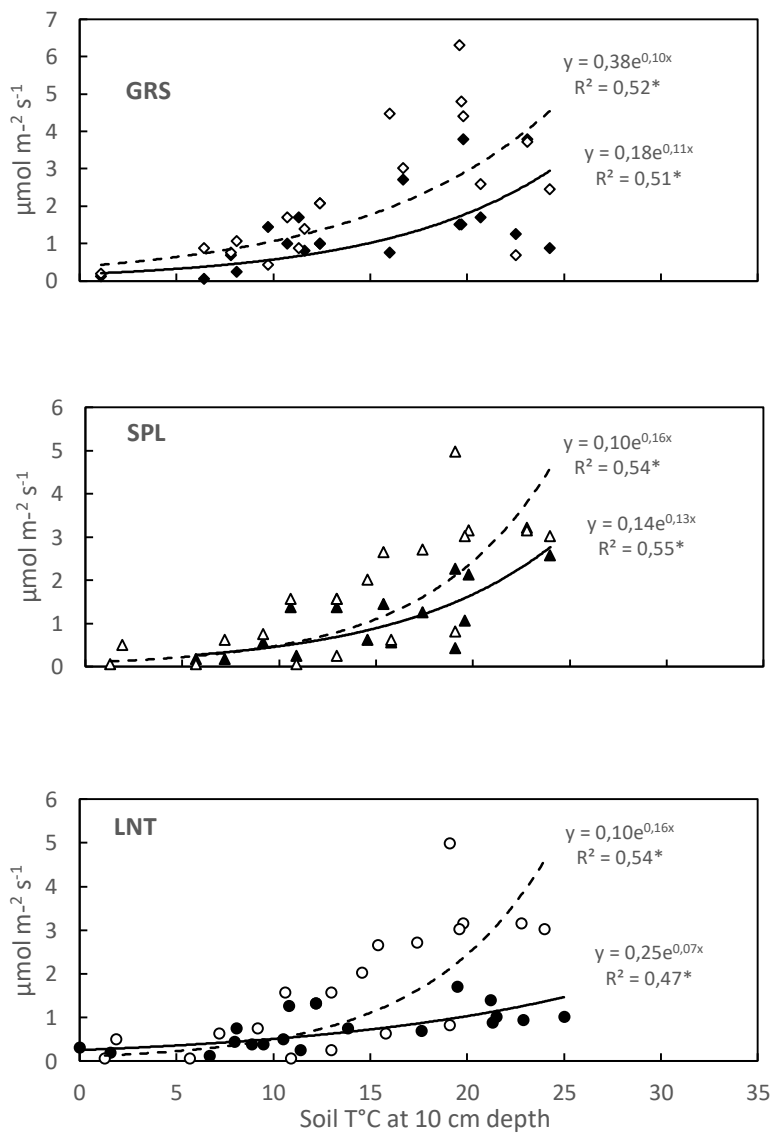 7
6
5
4
3
2
1
0
µmol m-² s⁻¹
GRS
y = 0,38e^0,10x
R² = 0,52*
y = 0,18e^0,11x
R² = 0,51*
6
5
4
3
2
1
0
µmol m-² s⁻¹
SPL
y = 0,10e^0,16x
R² = 0,54*
y = 0,14e^0,13x
R² = 0,55*
6
5
4
3
2
1
0
µmol m-² s⁻¹
LNT
y = 0,10e^0,16x
R² = 0,54*
y = 0,25e^0,07x
R² = 0,47*
0 5 10 15 20 25 30 35
Soil T°C at 10 cm depth